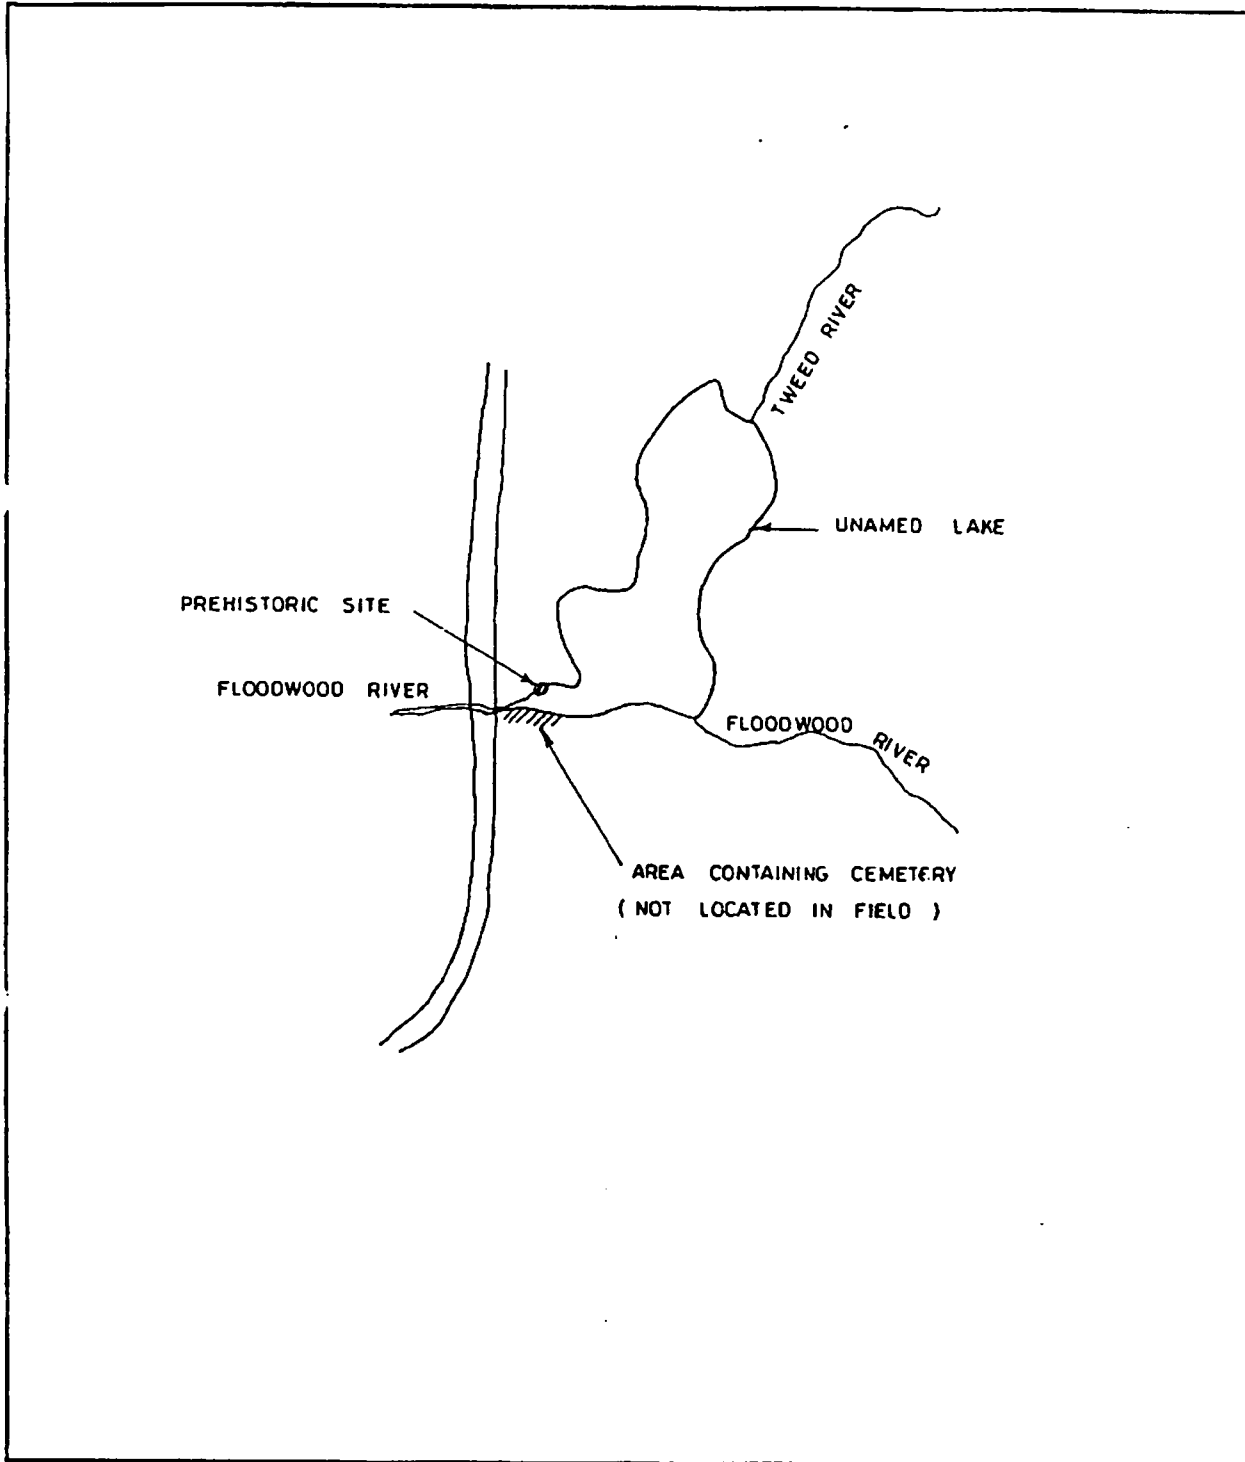 TWEED RIVER
UNAMED LAKE
PREHISTORIC SITE
FLOODWOOD RIVER
FLOODWOOD RIVER
AREA CONTAINING CEMETERY
( NOT LOCATED IN FIELD )